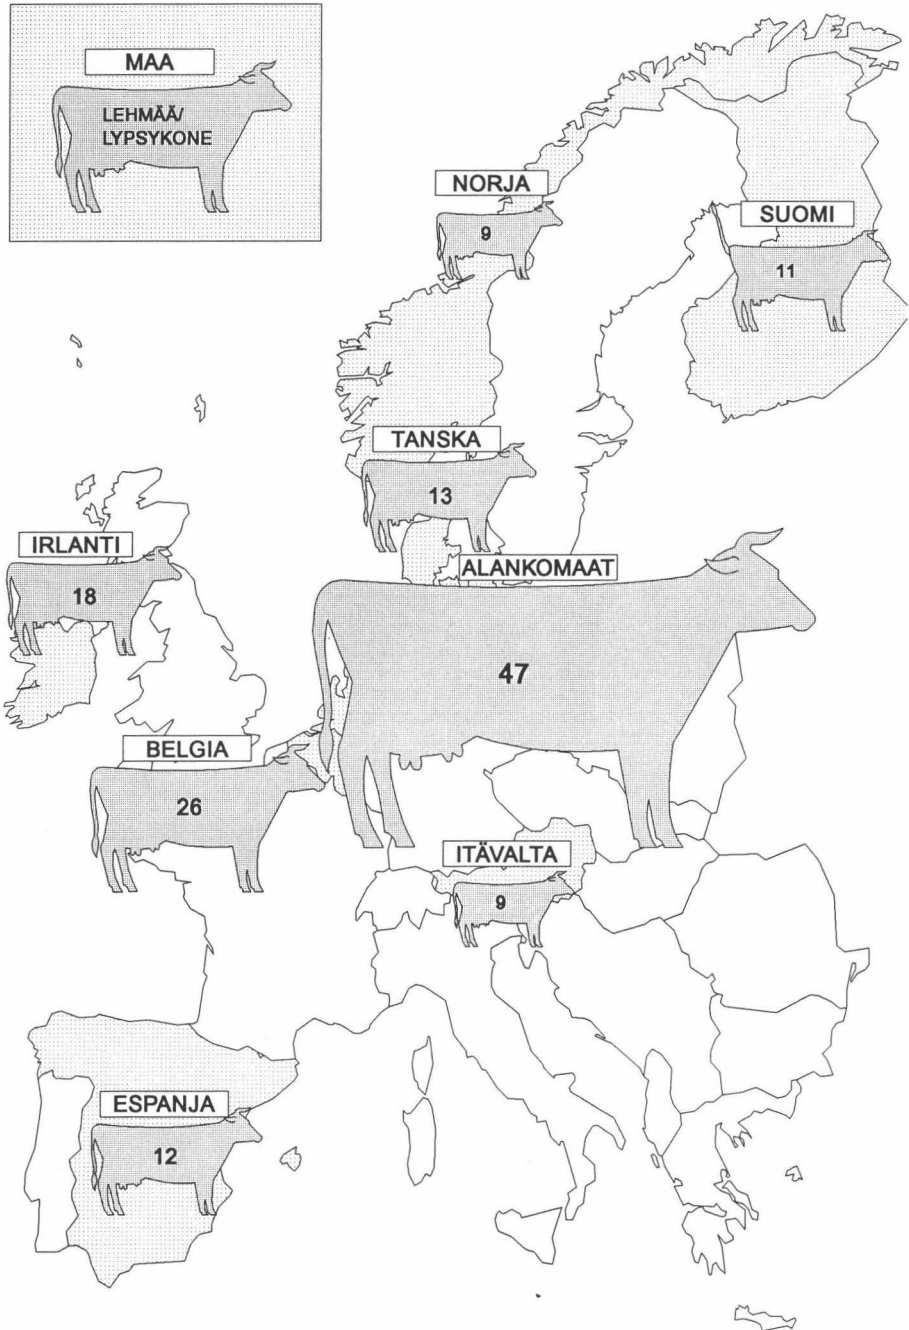 MAA
LEHMÄÄ/
LYPSYKONE
NORJA
9
SUOMI
11
TANSKA
13
IRLANTI
18
ALANKOMAAT
47
BELGIA
26
ITÄVALTA
9
ESPANJA
12